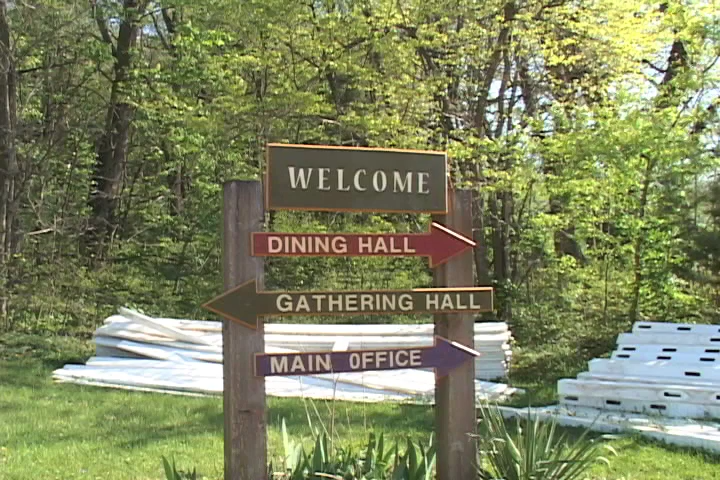 WELCOME
DINING HALL
GATHERING HALL
MAIN OFFICE